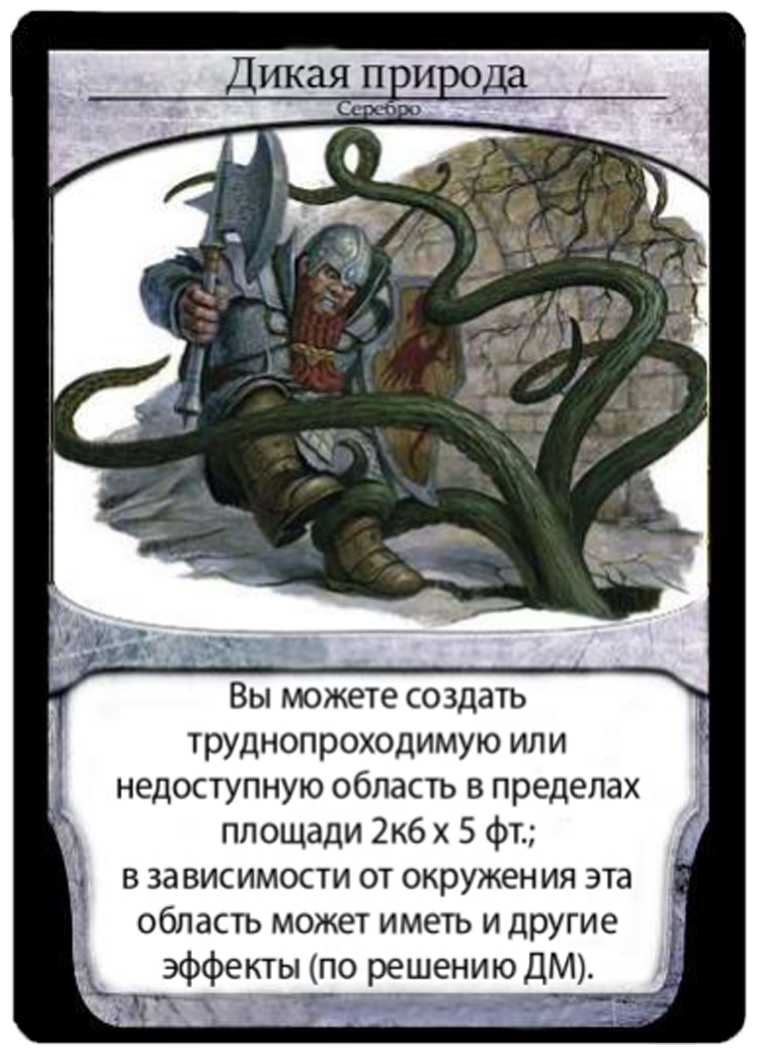 Дикая природа
Серебро
Вы можете создать
труднопроходимую или
недоступную область в пределах
площади 2к6 x 5 фт.;
в зависимости от окружения эта
область может иметь и другие
эффекты (по решению ДМ).